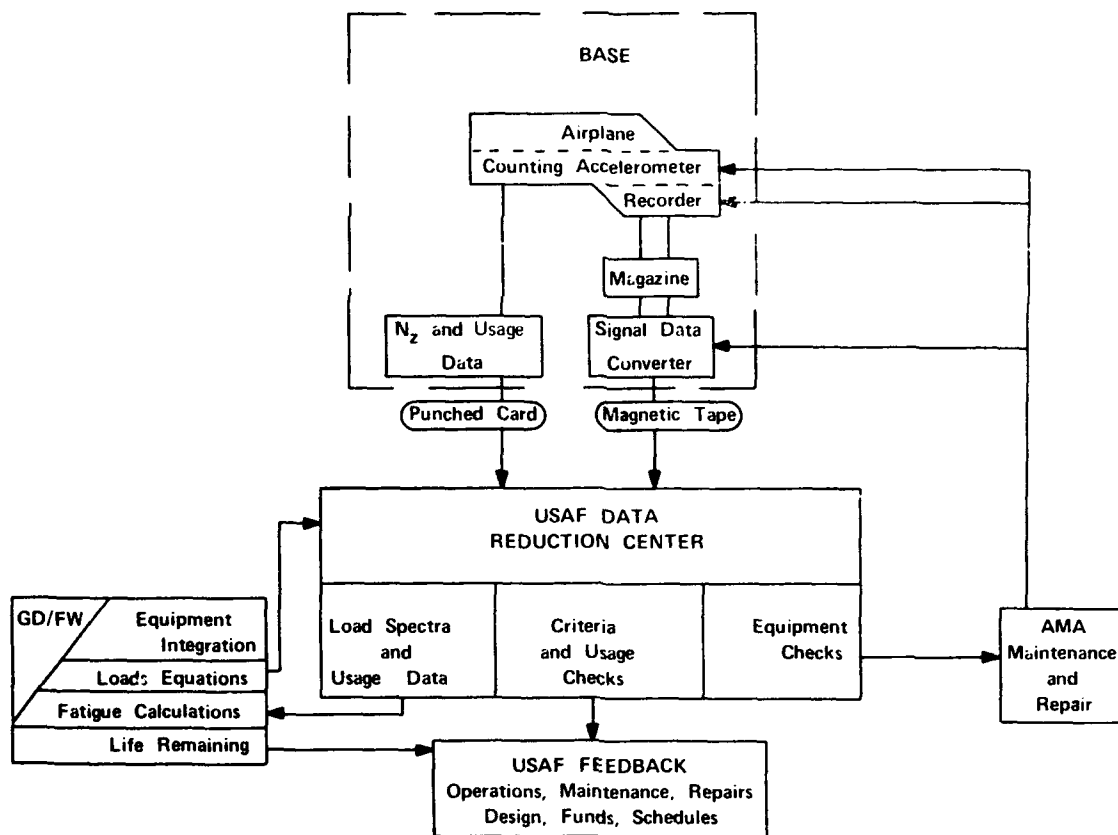 BASE
Airplane
Counting Accelerometer
Recorder
Magazine
N_z and Usage
Data
Signal Data
Converter
Punched Card
Magnetic Tape
USAF DATA
REDUCTION CENTER
Load Spectra
and
Usage Data
Criteria
and Usage
Checks
Equipment
Checks
GD/FW
Equipment
Integration
Loads Equations
Fatigue Calculations
Life Remaining
AMA
Maintenance
and
Repair
USAF FEEDBACK
Operations, Maintenance, Repairs
Design, Funds, Schedules